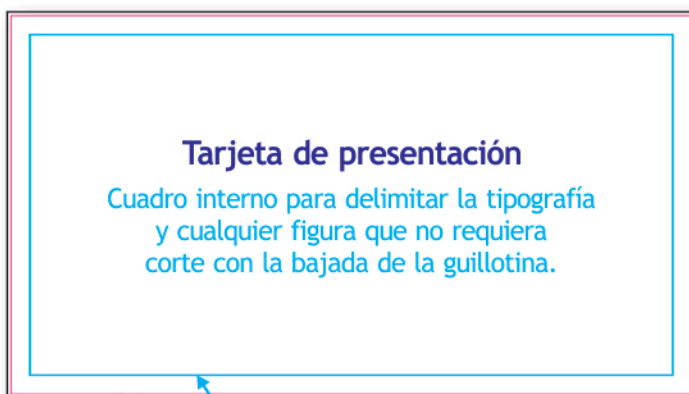 Tarjeta de presentación
Cuadro interno para delimitar la tipografía
y cualquier figura que no requiera
corte con la bajada de la guillotina.